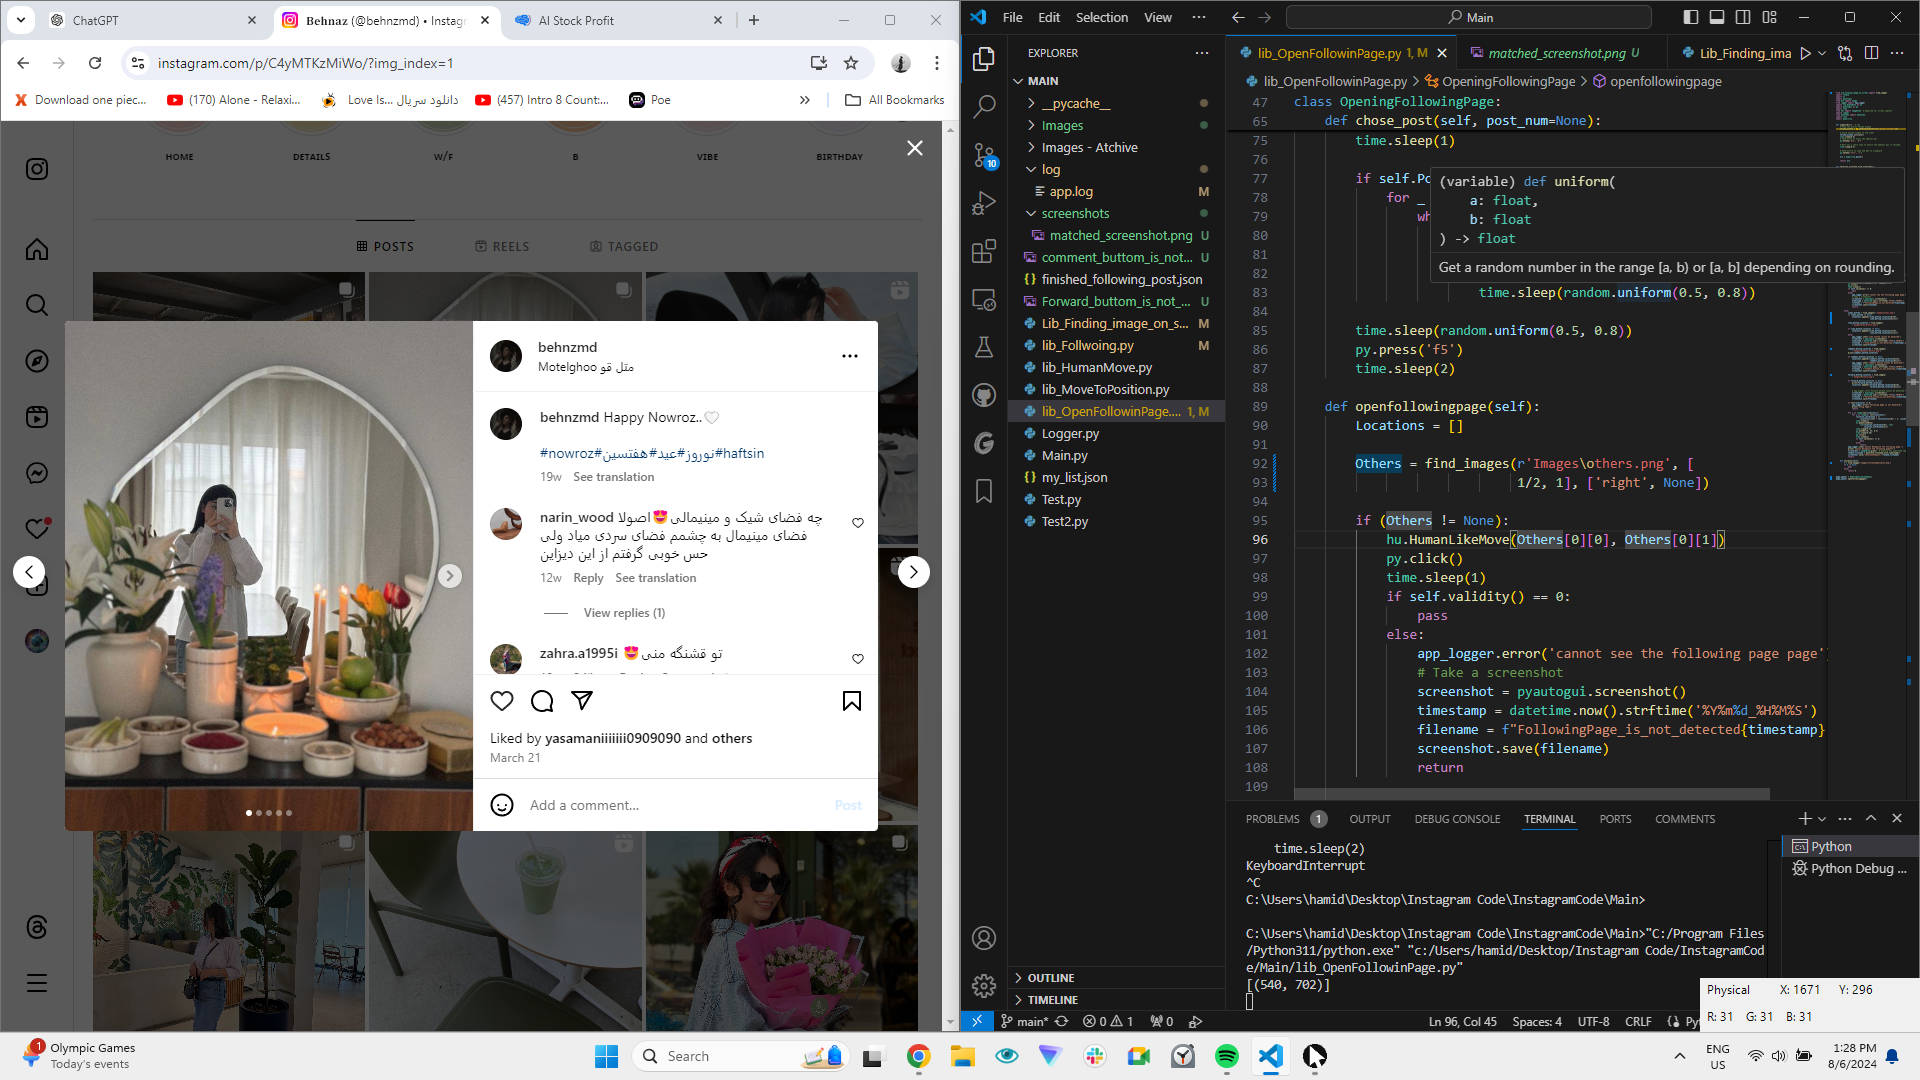 ChatGPT
Behnaz (@behnzmd) • Instagr
AI Stock Profit
instagram.com/p/C4yMTKzMiWo/?img_index=1
Download one piec...
(170) Alone - Relaxi...
Love Is... دانلود سریال
(457) Intro 8 Count:...
Poe
All Bookmarks
HOME
DETAILS
W/F
B
VIBE
BIRTHDAY
POSTS
REELS
TAGGED
behnzmd
Motelghoo متل قو
behnzmd Happy Nowroz..🤍
#nowroz#نوروز#عید#هفتسین#haftsin
19w See translation
narin_wood چه فضای شیک و مینیمالی😍اصولا
فضای مینیمال به چشمم فضای سردی میاد ولی
حس خوبی گرفتم از این دیزاین
12w Reply See translation
View replies (1)
zahra.a1995i تو قشنگه منی😍
Liked by yasamaniiiiiii0909090 and others
March 21
Add a comment...
Post
File Edit Selection View ...
Main
EXPLORER
MAIN
__pycache__
Images
Images - Atchive
log
app.log M
screenshots
matched_screenshot.png U
comment_buttom_is_not... U
finished_following_post.json
Forward_buttom_is_not_... U
Lib_Finding_image_on_s... M
lib_Follwoing.py M
lib_HumanMove.py
lib_MoveToPosition.py
lib_OpenFollowinPage.... 1, M
Logger.py
Main.py
my_list.json
Test.py
Test2.py
OUTLINE
TIMELINE
10
lib_OpenFollowinPage.py 1, M
matched_screenshot.png U
Lib_Finding_ima
lib_OpenFollowinPage.py > OpeningFollowingPage > openfollowingpage
47 class OpeningFollowingPage:
65 def chose_post(self, post_num=None):
75 time.sleep(1)
76
77 if self.Po
78 for _
79 wh
80
81
82
(variable) def uniform(
a: float,
b: float
) -> float
Get a random number in the range [a, b) or [a, b] depending on rounding.
83 time.sleep(random.uniform(0.5, 0.8))
84
85 time.sleep(random.uniform(0.5, 0.8))
86 py.press('f5')
87 time.sleep(2)
88
89 def openfollowingpage(self):
90 Locations = []
91
92 Others = find_images(r'Images\others.png', [
93 1/2, 1], ['right', None])
94
95 if (Others != None):
96 hu.HumanLikeMove(Others[0][0], Others[0][1])
97 py.click()
98 time.sleep(1)
99 if self.validity() == 0:
100 pass
101 else:
102 app_logger.error('cannot see the following page page'
103 # Take a screenshot
104 screenshot = pyautogui.screenshot()
105 timestamp = datetime.now().strftime('%Y%m%d_%H%M%S')
106 filename = f"FollowingPage_is_not_detected{timestamp}
107 screenshot.save(filename)
108 return
109
PROBLEMS 1 OUTPUT DEBUG CONSOLE TERMINAL PORTS COMMENTS
time.sleep(2)
KeyboardInterrupt
^C
C:\Users\hamid\Desktop\Instagram Code\InstagramCode\Main>
C:\Users\hamid\Desktop\Instagram Code\InstagramCode\Main>"C:/Program Files
/Python311/python.exe" "c:/Users/hamid/Desktop/Instagram Code/InstagramCod
e/Main/lib_OpenFollowinPage.py"
[(540, 702)]
Python
Python Debug ...
Physical X: 1671 Y: 296
R: 31 G: 31 B: 31
main* 0 1 0
Ln 96, Col 45 Spaces: 4 UTF-8 CRLF Pyt
1
Olympic Games
Today's events
Search
ENG
US
1:28 PM
8/6/2024